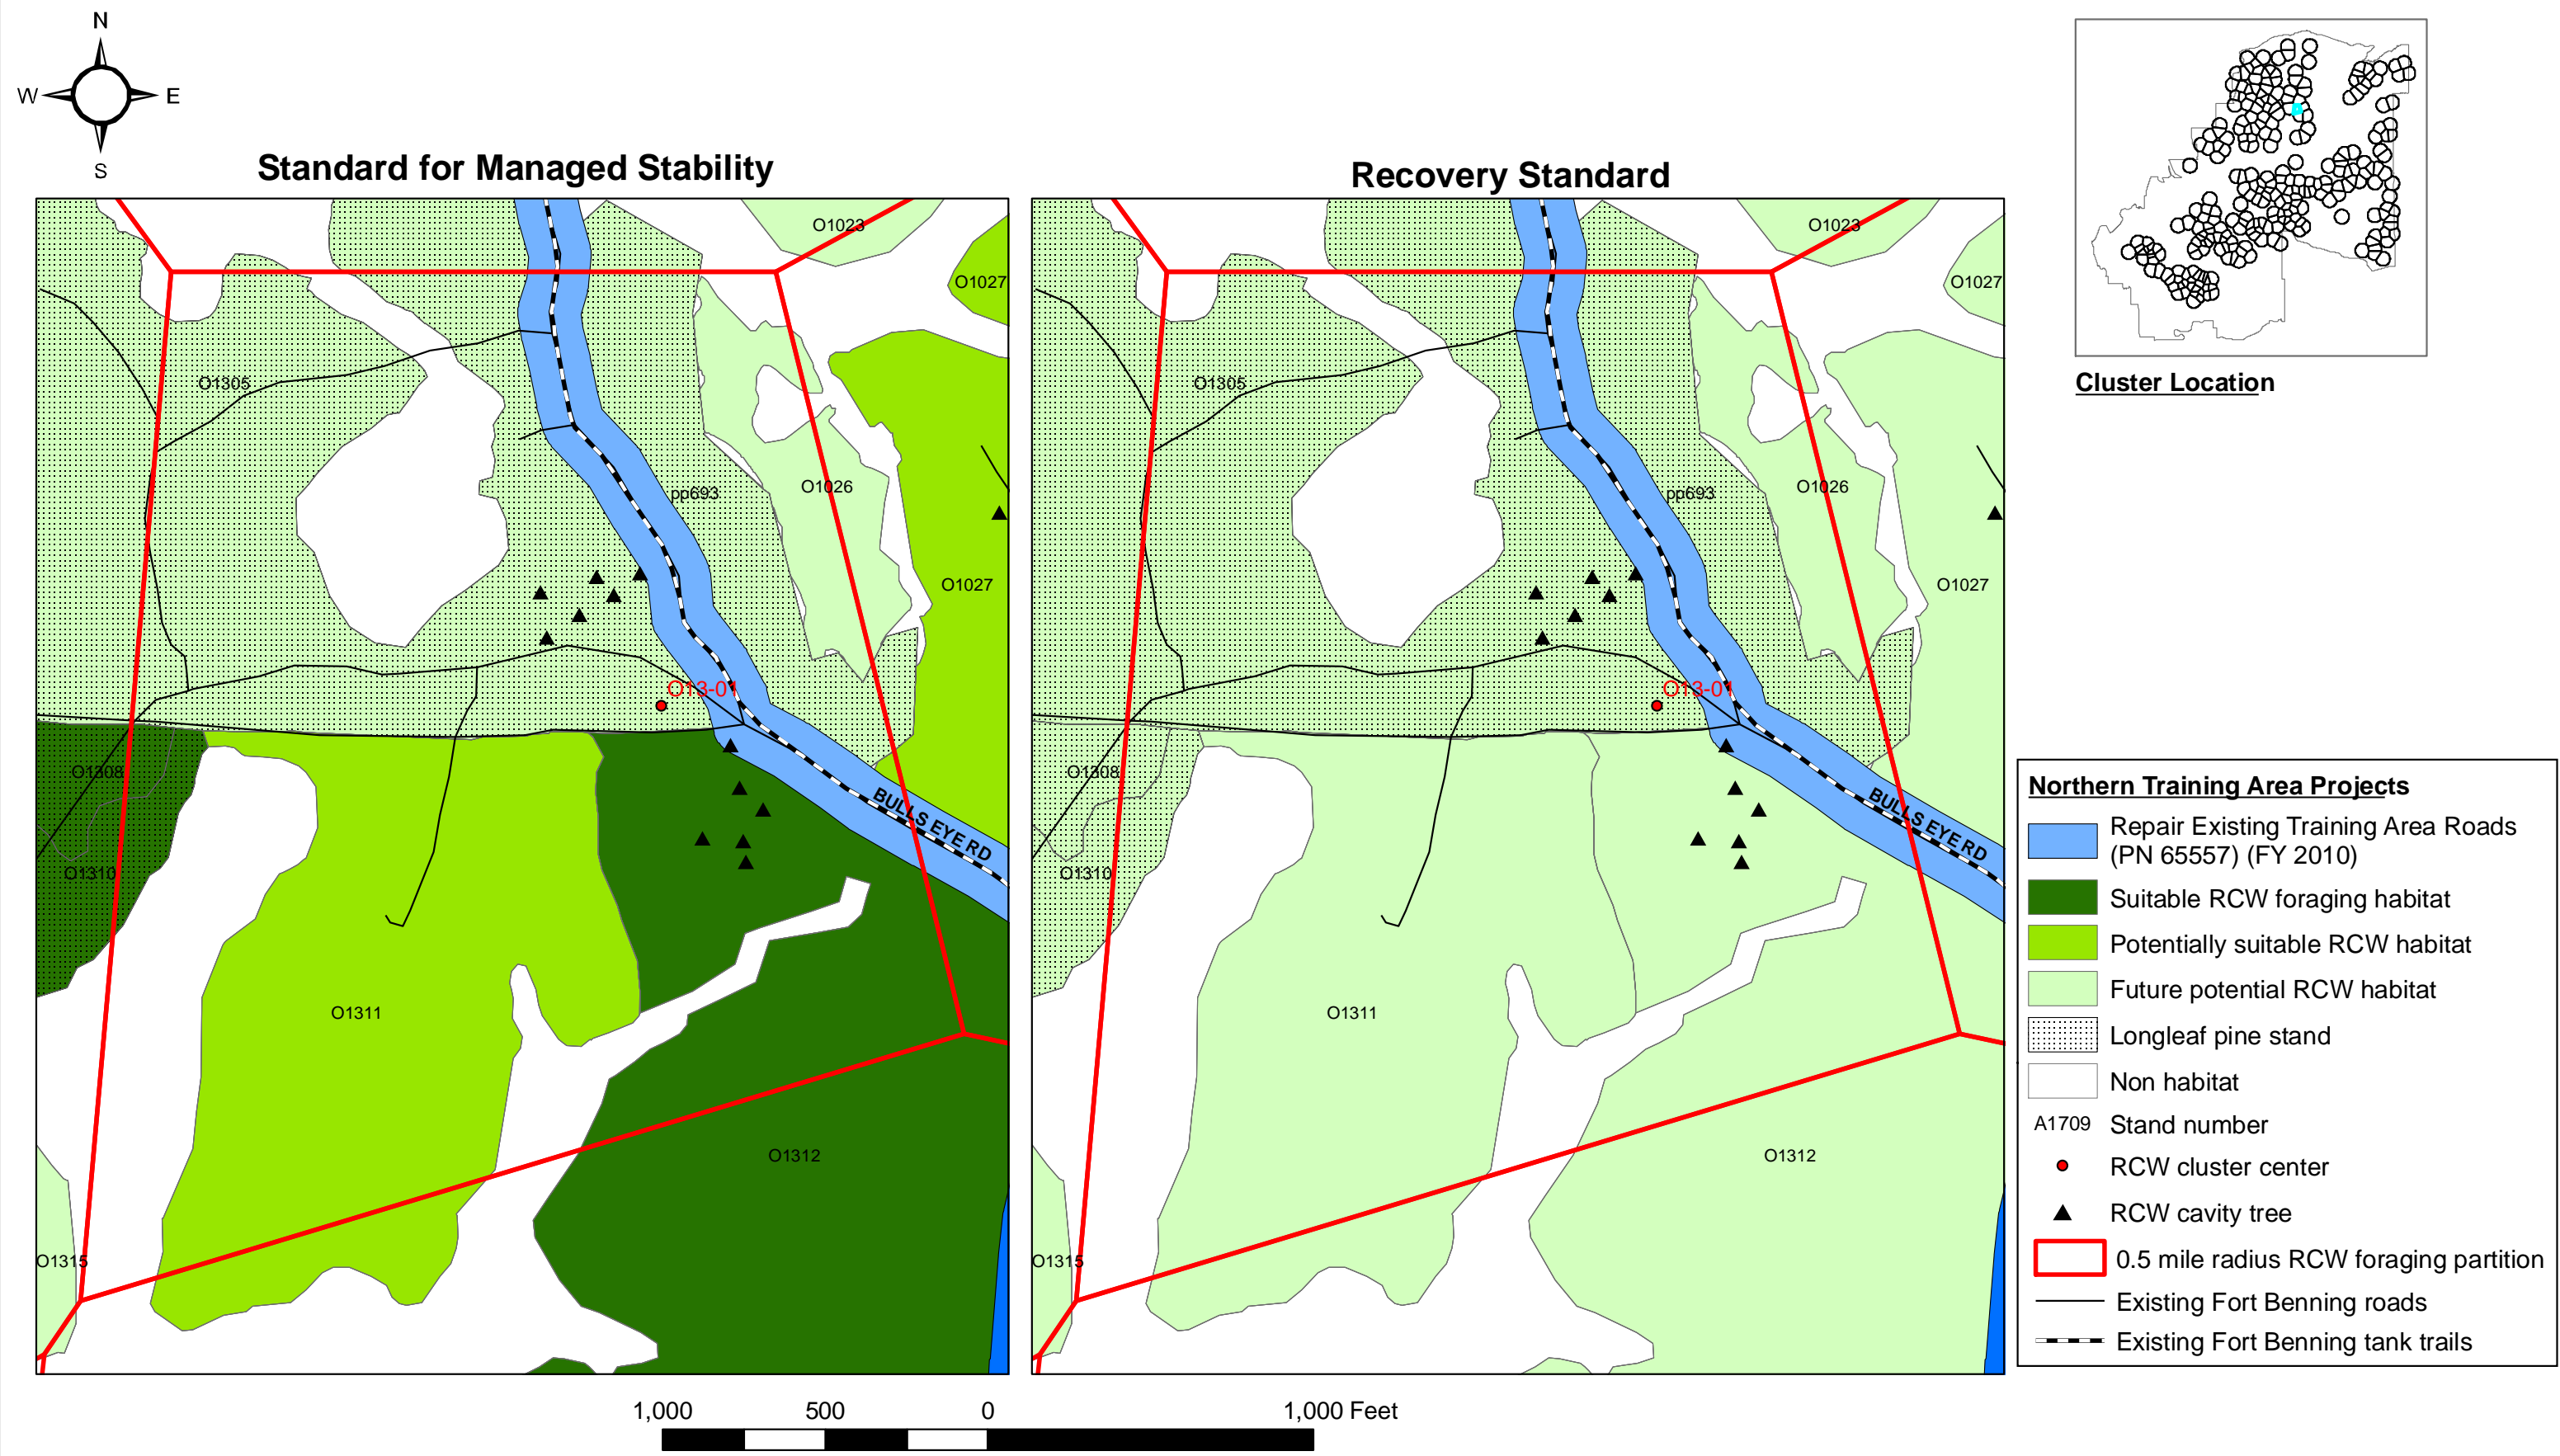 N
W
E
S
Standard for Managed Stability
Recovery Standard
Cluster Location
O1023
O1027
O1305
pp693
O1026
O1027
O13-01
O1308
O1310
BULLS EYE RD
O1311
O1312
O1315
O1023
O1027
O1305
pp693
O1026
O1027
O13-01
O1308
O1310
BULLS EYE RD
O1311
O1312
O1315
Northern Training Area Projects
Repair Existing Training Area Roads
(PN 65557) (FY 2010)
Suitable RCW foraging habitat
Potentially suitable RCW habitat
Future potential RCW habitat
Longleaf pine stand
Non habitat
A1709 Stand number
RCW cluster center
RCW cavity tree
0.5 mile radius RCW foraging partition
Existing Fort Benning roads
Existing Fort Benning tank trails
1,000 500 0 1,000 Feet